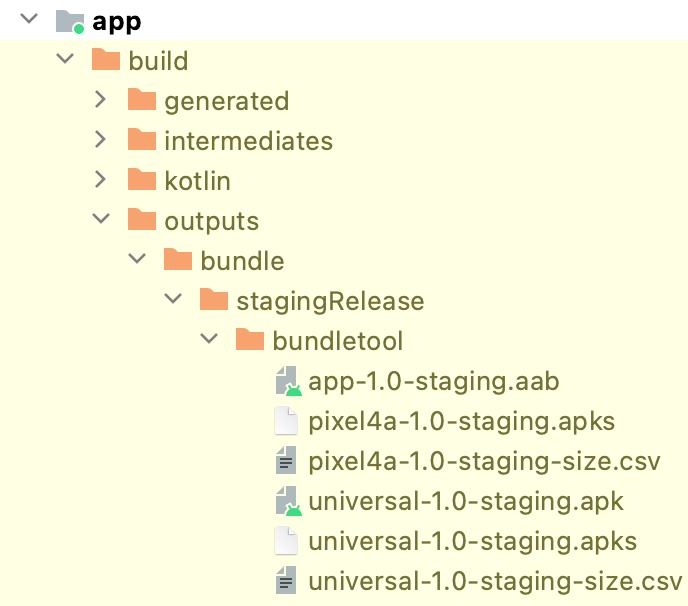 app
build
generated
intermediates
kotlin
outputs
bundle
stagingRelease
bundletool
app-1.0-staging.aab
pixel4a-1.0-staging.apks
pixel4a-1.0-staging-size.csv
universal-1.0-staging.apk
universal-1.0-staging.apks
universal-1.0-staging-size.csv